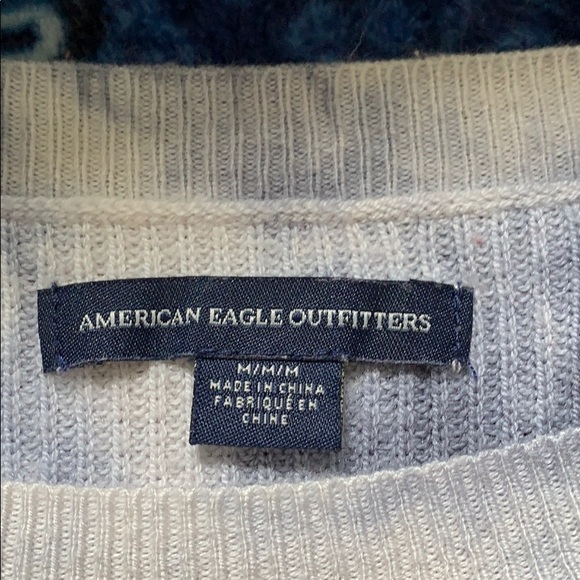 AMERICAN EAGLE OUTFITTERS
M/M/M
MADE IN CHINA
FABRIQUÉ EN
CHINE